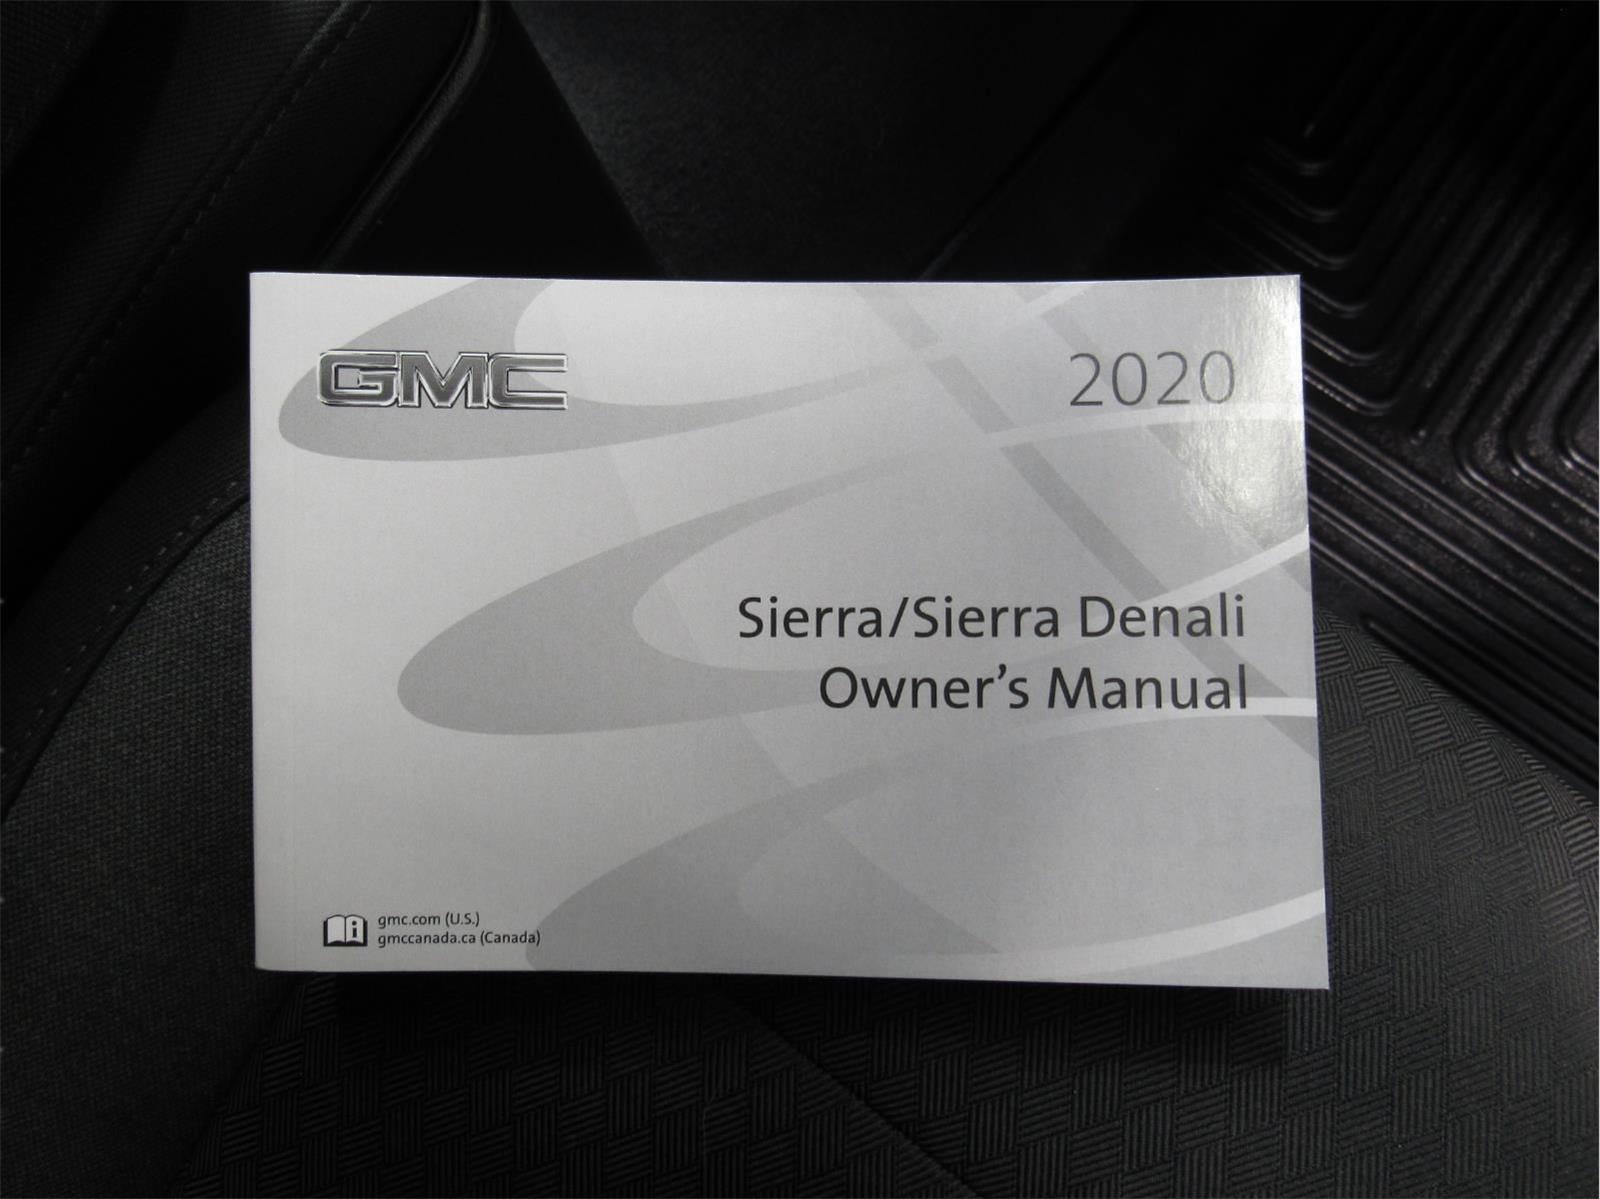 GMC 2020
Sierra/Sierra Denali
Owner's Manual
gmc.com (U.S.)
gmccanada.ca (Canada)